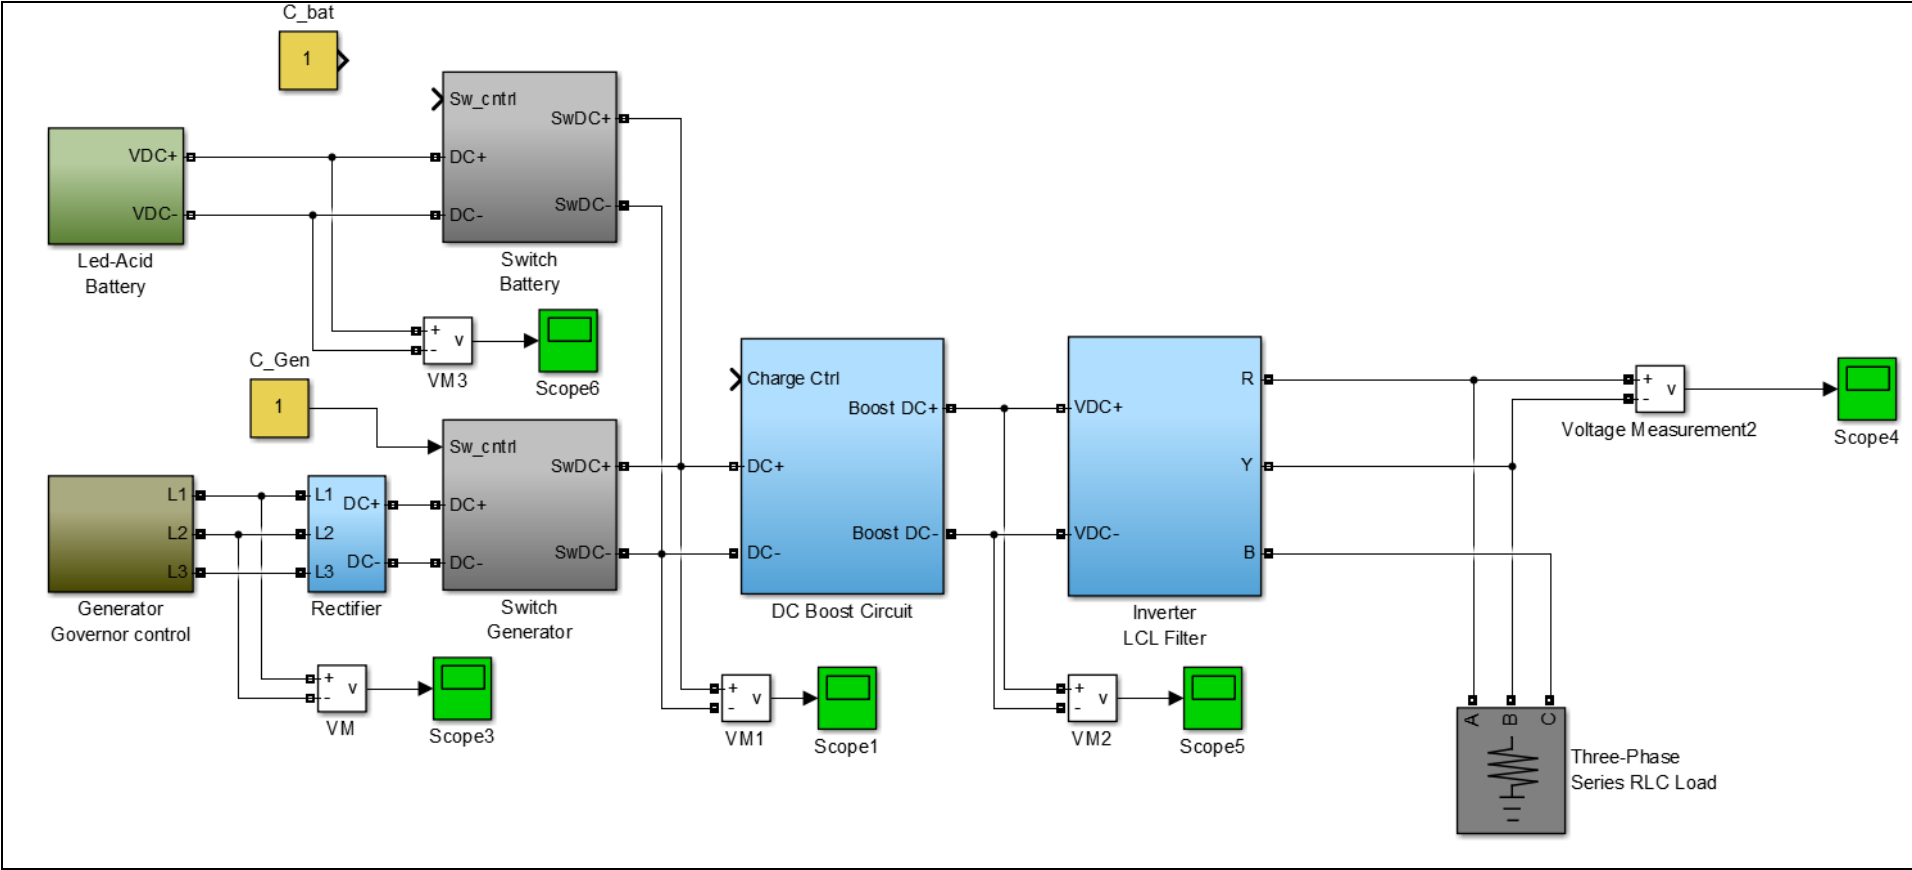 C_bat
1
Sw_cntrl
SwDC+
DC+
SwDC-
DC-
Switch
Battery
VDC+
VDC-
Led-Acid
Battery
+
-
v
VM3
Scope6
C_Gen
1
Sw_cntrl
SwDC+
DC+
SwDC-
DC-
Switch
Generator
L1
L2
L3
Generator
Governor control
L1
L2
L3
DC+
DC-
Rectifier
+
-
v
VM
Scope3
Charge Ctrl
Boost DC+
DC+
Boost DC-
DC-
DC Boost Circuit
+
-
v
VM1
Scope1
VDC+
VDC-
R
Y
B
Inverter
LCL Filter
+
-
v
VM2
Scope5
+
-
v
Voltage Measurement2
Scope4
A
B
C
Three-Phase
Series RLC Load